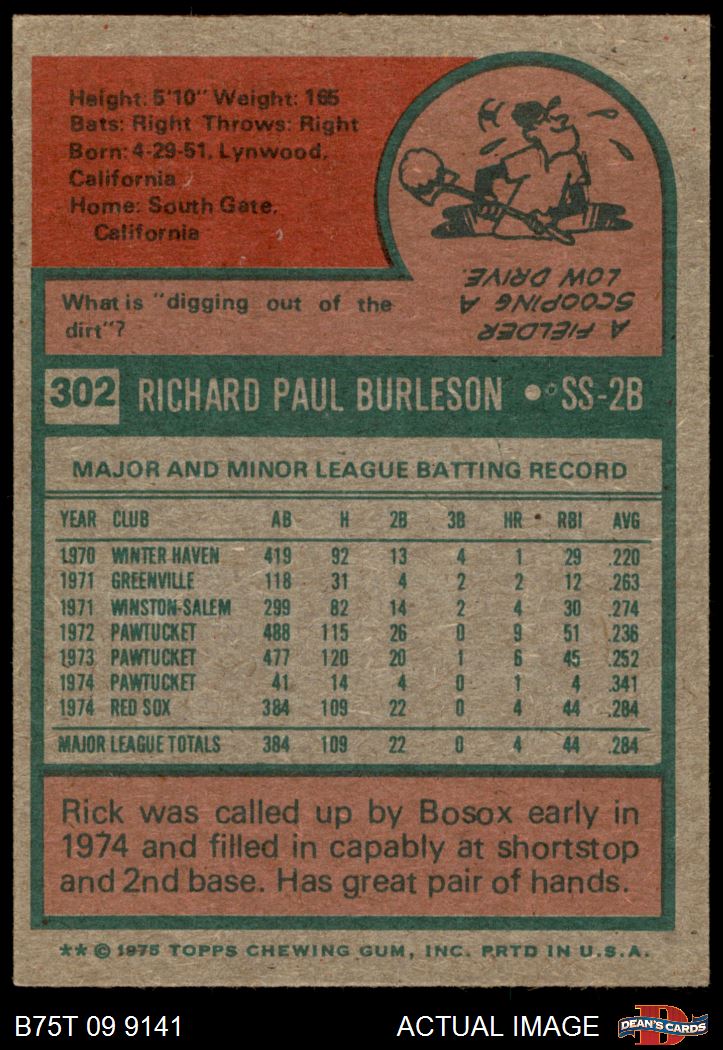 Height: 5'10" Weight: 165
Bats: Right Throws: Right
Born: 4-29-51, Lynwood,
California
Home: South Gate,
California
What is "digging out of the
dirt"?
A FIELDER
SCOOPING A
LOW DRIVE.
302 RICHARD PAUL BURLESON • SS-2B
MAJOR AND MINOR LEAGUE BATTING RECORD
YEAR CLUB AB H 2B 3B HR RBI AVG
1970 WINTER HAVEN 419 92 13 4 1 29 .220
1971 GREENVILLE 118 31 4 2 2 12 .263
1971 WINSTON-SALEM 299 82 14 2 4 30 .274
1972 PAWTUCKET 488 115 26 0 9 51 .236
1973 PAWTUCKET 477 120 20 1 6 45 .252
1974 PAWTUCKET 41 14 4 0 1 4 .341
1974 RED SOX 384 109 22 0 4 44 .284
MAJOR LEAGUE TOTALS 384 109 22 0 4 44 .284
Rick was called up by Bosox early in
1974 and filled in capably at shortstop
and 2nd base. Has great pair of hands.
** © 1975 TOPPS CHEWING GUM, INC. PRTD IN U.S.A.
B75T 09 9141 ACTUAL IMAGE DEAN'S CARDS